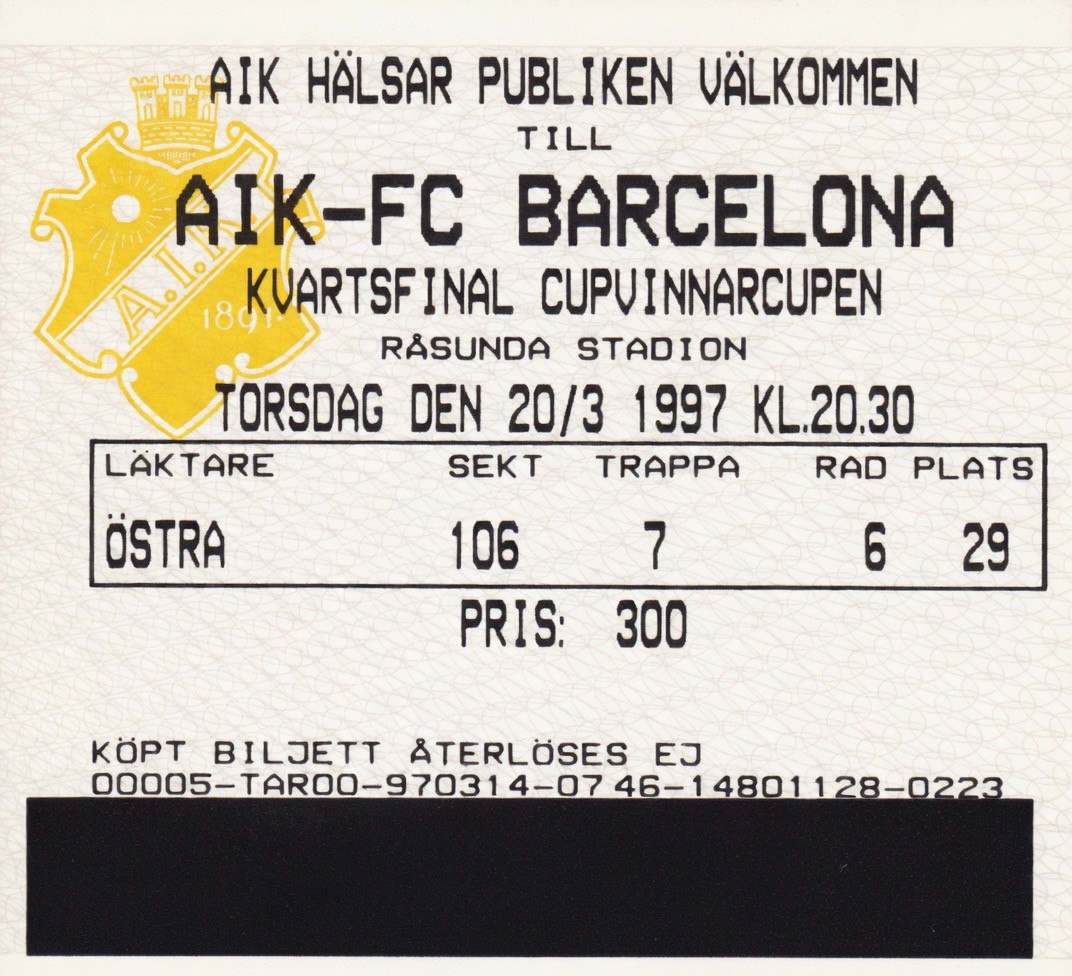 AIK HÄLSAR PUBLIKEN VÄLKOMMEN
TILL
AIK-FC BARCELONA
KVARTSFINAL CUPVINNARCUPEN
RÅSUNDA STADION
TORSDAG DEN 20/3 1997 KL.20.30
A.I.K.
1891
LÄKTARE SEKT TRAPPA RAD PLATS
ÖSTRA 106 7 6 29
PRIS: 300
KÖPT BILJETT ÅTERLÖSES EJ
00005-TAR00-970314-0746-14801128-0223